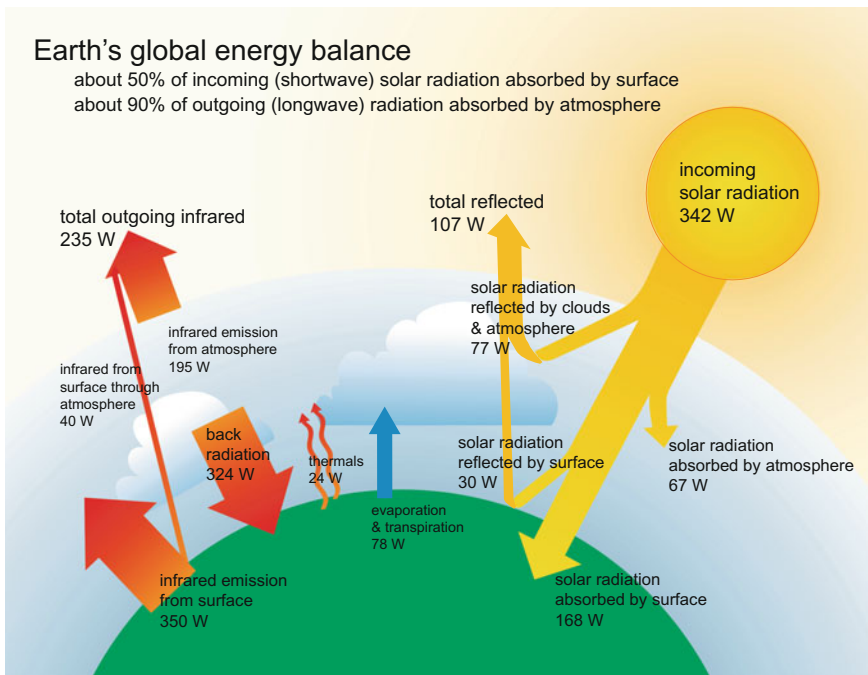 Earth's global energy balance
about 50% of incoming (shortwave) solar radiation absorbed by surface
about 90% of outgoing (longwave) radiation absorbed by atmosphere
incoming
solar radiation
342 W
total outgoing infrared
235 W
total reflected
107 W
solar radiation
reflected by clouds
& atmosphere
77 W
infrared emission
from atmosphere
195 W
infrared from
surface through
atmosphere
40 W
back
radiation
324 W
thermals
24 W
solar radiation
reflected by surface
30 W
solar radiation
absorbed by atmosphere
67 W
evaporation
& transpiration
78 W
infrared emission
from surface
350 W
solar radiation
absorbed by surface
168 W